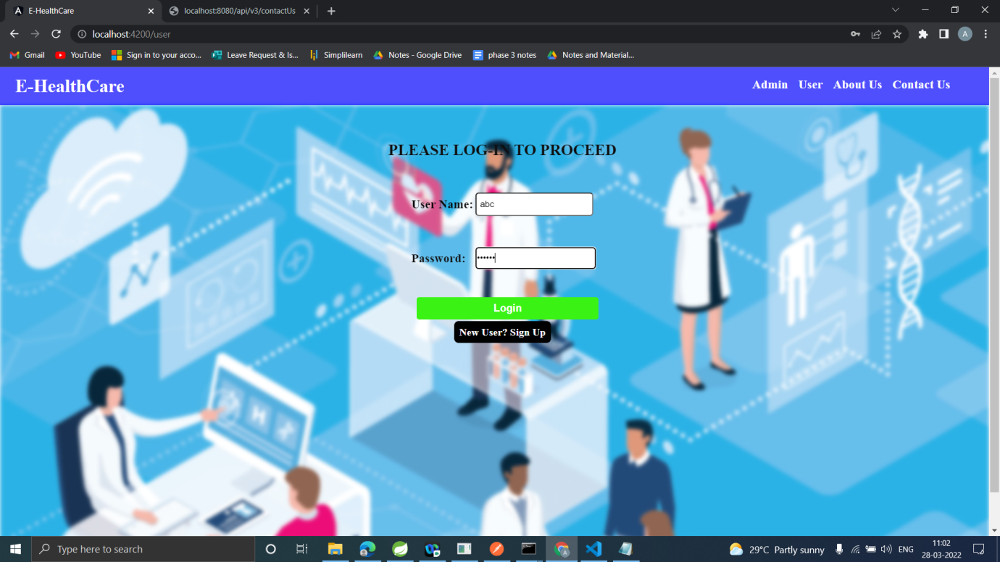 E-HealthCare
localhost:8080/api/v3/contactUs
localhost:4200/user
A
Gmail
YouTube
Sign in to your acco...
Leave Request & Is...
Simplilearn
Notes - Google Drive
phase 3 notes
Notes and Material...
E-HealthCare
Admin
User
About Us
Contact Us
PLEASE LOG-IN TO PROCEED
User Name:
abc
Password:
••••••
Login
New User? Sign Up
H
Type here to search
29°C Partly sunny
ENG
11:02
28-03-2022